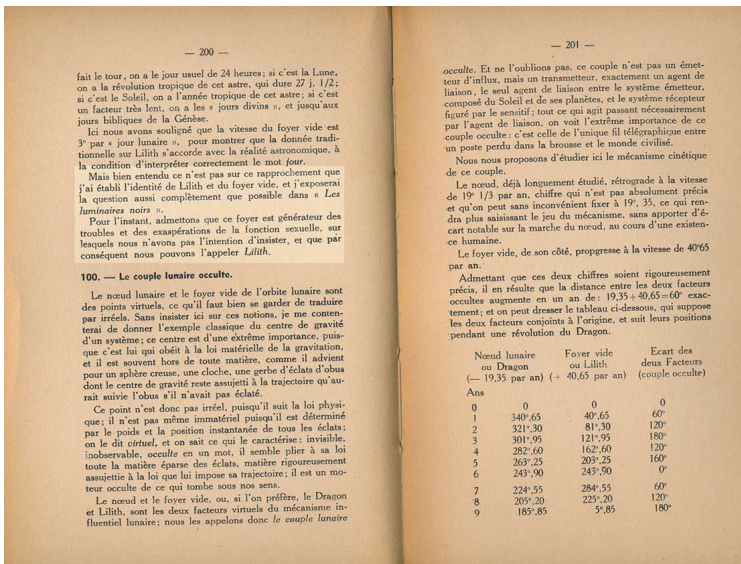 — 200 —
fait le tour, on a le jour usuel de 24 heures; si c'est la Lune,
on a la révolution tropique de cet astre, qui dure 27 j. 1/2;
si c'est le Soleil, on a l'année tropique de cet astre; si c'est
un facteur très lent, on a les « jours divins », et jusqu'aux
jours bibliques de la Génèse.
Ici nous avons souligné que la vitesse du foyer vide est
3° par « jour lunaire », pour montrer que la donnée tradi-
tionnelle sur Lilith s'accorde avec la réalité astronomique, à
la condition d'interpréter correctement le mot jour.
Mais bien entendu ce n'est pas sur ce rapprochement que
j'ai établi l'identité de Lilith et du foyer vide, et j'exposerai
la question aussi complètement que possible dans « Les
luminaires noirs ».
Pour l'instant, admettons que ce foyer est générateur des
troubles et des exaspérations de la fonction sexuelle, sur
lesquels nous n'avons pas l'intention d'insister, et que par
conséquent nous pouvons l'appeler Lilith.
100. — Le couple lunaire occulte.
Le nœud lunaire et le foyer vide de l'orbite lunaire sont
des points virtuels, ce qu'il faut bien se garder de traduire
par irréels. Sans insister ici sur ces notions, je me conten-
terai de donner l'exemple classique du centre de gravité
d'un système; ce centre est d'une extrême importance, puis-
que c'est lui qui obéit à la loi matérielle de la gravitation,
et il est souvent hors de toute matière, comme il advient
pour un sphère creuse, une cloche, une gerbe d'éclats d'obus
dont le centre de gravité reste assujetti à la trajectoire qu'au-
rait suivie l'obus s'il n'avait pas éclaté.
Ce point n'est donc pas irréel, puisqu'il suit la loi physi-
que; il n'est pas même immatériel puisqu'il est déterminé
par le poids et la position instantanée de tous les éclats;
on le dit virtuel, et on sait ce qui le caractérise: invisible,
inobservable, occulte en un mot, il semble plier à sa loi
toute la matière éparse des éclats, matière rigoureusement
assujettie à la loi que lui impose sa trajectoire; il est un mo-
teur occulte de ce qui tombe sous nos sens.
Le nœud et le foyer vide, ou, si l'on préfère, le Dragon
et Lilith, sont les deux facteurs virtuels du mécanisme in-
fluentiel lunaire; nous les appelons donc le couple lunaire
— 201 —
occulte. Et ne l'oublions pas, ce couple n'est pas un émet-
teur d'influx, mais un transmetteur, exactement un agent de
liaison, le seul agent de liaison entre le système émetteur,
composé du Soleil et de ses planètes, et le système récepteur
figuré par le sensitif; tout ce qui agit passant nécessairement
par l'agent de liaison, on voit l'extrême importance de ce
couple occulte : c'est celle de l'unique fil télégraphique entre
un poste perdu dans la brousse et le monde civilisé.
Nous nous proposons d'étudier ici le mécanisme cinétique
de ce couple.
Le nœud, déjà longuement étudié, rétrograde à la vitesse
de 19° 1/3 par an, chiffre qui n'est pas absolument précis
et qu'on peut sans inconvénient fixer à 19°, 35, ce qui ren-
dra plus saisissant le jeu du mécanisme, sans apporter d'é-
cart notable sur la marche du nœud, au cours d'une existen-
ce humaine.
Le foyer vide, de son côté, propgresse à la vitesse de 40°65
par an.
Admettant que ces deux chiffres soient rigoureusement
précis, il en résulte que la distance entre les deux facteurs
occultes augmente en un an de: 19,35+40,65=60° exac-
tement; et on peut dresser le tableau ci-dessous, qui suppose
les deux facteurs conjoints à l'origine, et suit leurs positions
pendant une révolution du Dragon.
Nœud lunaire Foyer vide Ecart des
ou Dragon ou Lilith deux Facteurs
(— 19,35 par an) (+ 40,65 par an) (couple occulte)
Ans
0 0 0 0
1 340°,65 40°,65 60°
2 321°,30 81°,30 120°
3 301°,95 121°,95 180°
4 282°,60 162°,60 120°
5 263°,25 203°,25 160°
6 243°,90 243°,90 0°
7 224°,55 284°,55 60°
8 205°,20 225°,20 120°
9 185°,85 5°,85 180°